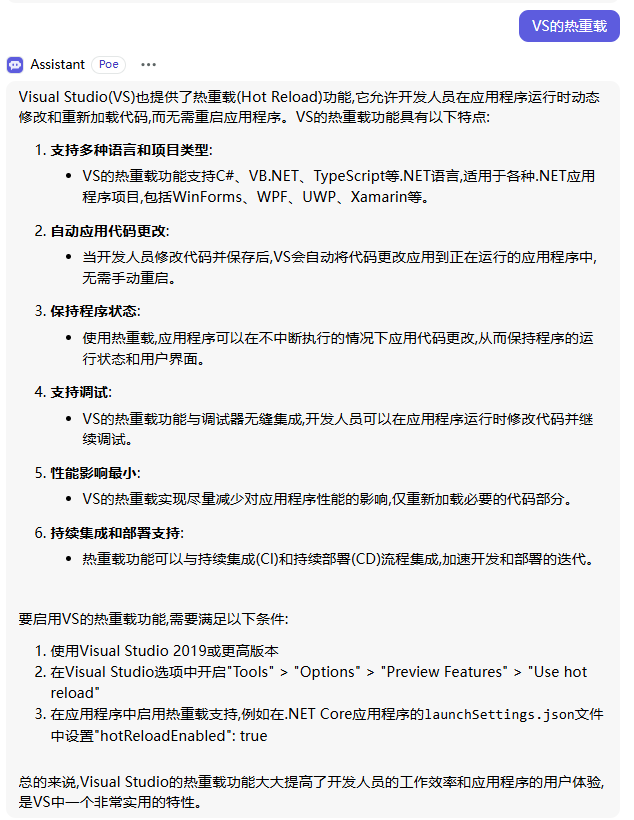 VS的热重载
Assistant Poe
Visual Studio(VS)也提供了热重载(Hot Reload)功能,它允许开发人员在应用程序运行时动态
修改和重新加载代码,而无需重启应用程序。VS的热重载功能具有以下特点:
1. 支持多种语言和项目类型:
• VS的热重载功能支持C#、VB.NET、TypeScript等.NET语言,适用于各种.NET应用
程序项目,包括WinForms、WPF、UWP、Xamarin等。
2. 自动应用代码更改:
• 当开发人员修改代码并保存后,VS会自动将代码更改应用到正在运行的应用程序中,
无需手动重启。
3. 保持程序状态:
• 使用热重载,应用程序可以在不中断执行的情况下应用代码更改,从而保持程序的运
行状态和用户界面。
4. 支持调试:
• VS的热重载功能与调试器无缝集成,开发人员可以在应用程序运行时修改代码并继
续调试。
5. 性能影响最小:
• VS的热重载实现尽量减少对应用程序性能的影响,仅重新加载必要的代码部分。
6. 持续集成和部署支持:
• 热重载功能可以与持续集成(CI)和持续部署(CD)流程集成,加速开发和部署的迭代。
要启用VS的热重载功能,需要满足以下条件:
1. 使用Visual Studio 2019或更高版本
2. 在Visual Studio选项中开启"Tools" > "Options" > "Preview Features" > "Use hot
reload"
3. 在应用程序中启用热重载支持,例如在.NET Core应用程序的launchSettings.json文件
中设置"hotReloadEnabled": true
总的来说,Visual Studio的热重载功能大大提高了开发人员的工作效率和应用程序的用户体验,
是VS中一个非常实用的特性。